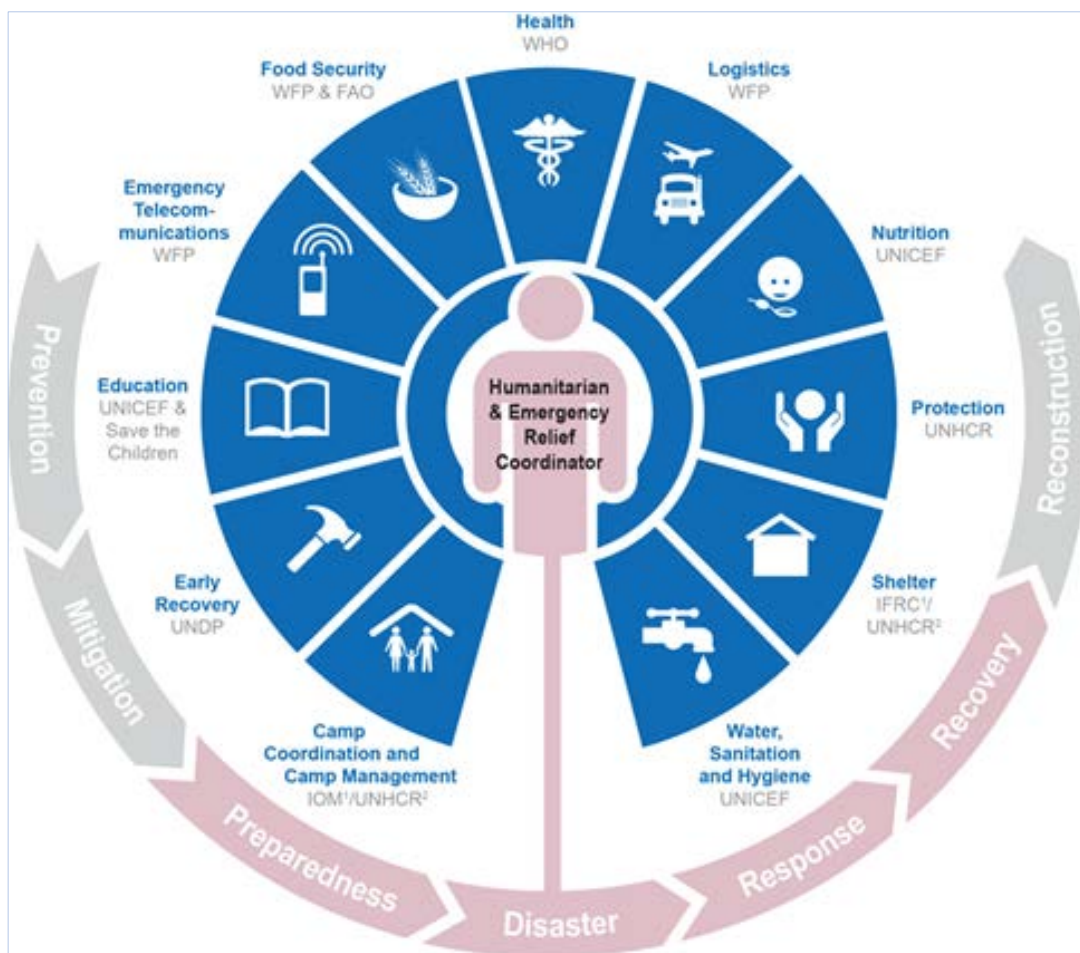 Health
WHO
Food Security
WFP & FAO
Logistics
WFP
Emergency
Telecom-
munications
WFP
Nutrition
UNICEF
Education
UNICEF &
Save the
Children
Protection
UNHCR
Humanitarian
& Emergency
Relief
Coordinator
Early
Recovery
UNDP
Shelter
IFRC¹/
UNHCR²
Camp
Coordination and
Camp Management
IOM¹/UNHCR²
Water,
Sanitation
and Hygiene
UNICEF
Prevention
Mitigation
Preparedness
Disaster
Response
Recovery
Reconstruction